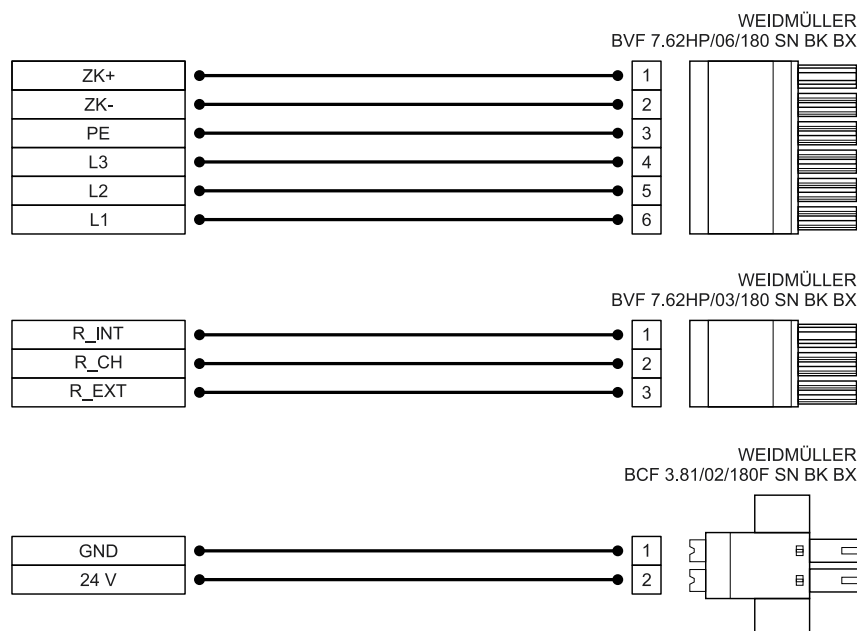 WEIDMÜLLER
BVF 7.62HP/06/180 SN BK BX
ZK+ 1
ZK- 2
PE 3
L3 4
L2 5
L1 6
WEIDMÜLLER
BVF 7.62HP/03/180 SN BK BX
R_INT 1
R_CH 2
R_EXT 3
WEIDMÜLLER
BCF 3.81/02/180F SN BK BX
GND 1
24 V 2